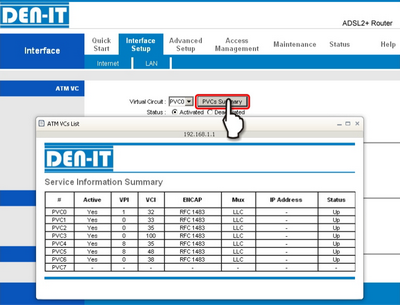 DEN-IT
ADSL2+ Router
Interface
Quick Start
Interface Setup
Advanced Setup
Access Management
Maintenance
Status
Help
Internet
LAN
ATM VC
Virtual Circuit : PVC0 PVCs Summary
Status : Activated Deactivated
ATM VCs List
192.168.1.1
DEN-IT
Service Information Summary
# Active VPI VCI ENCAP Mux IP Address Status
PVC0 Yes 1 32 RFC 1483 LLC - Up
PVC1 Yes 0 33 RFC 1483 LLC - Up
PVC2 Yes 0 35 RFC 1483 LLC - Up
PVC3 Yes 0 100 RFC 1483 LLC - Up
PVC4 Yes 8 35 RFC 1483 LLC - Up
PVC5 Yes 8 48 RFC 1483 LLC - Up
PVC6 Yes 0 38 RFC 1483 LLC - Up
PVC7 - - - - - - -